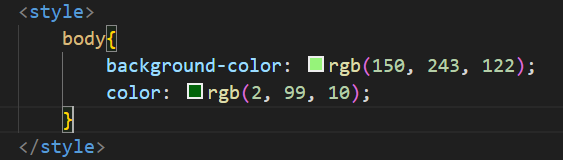 <style>
body{
background-color: rgb(150, 243, 122);
color: rgb(2, 99, 10);
}
</style>